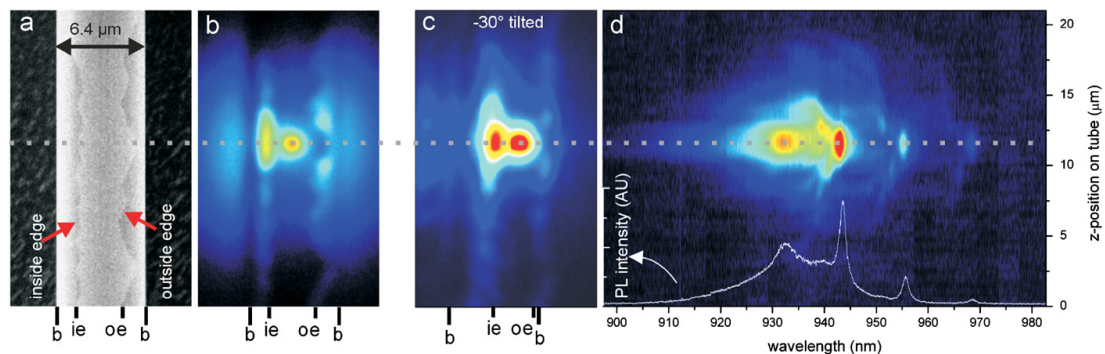 a
6.4 µm
inside edge
outside edge
b
ie
oe
b
b
b
ie
oe
b
c
-30° tilted
b
ie
oe
b
d
PL intensity (AU)
900
910
920
930
940
950
960
970
980
wavelength (nm)
20
15
10
5
0
z-position on tube (µm)